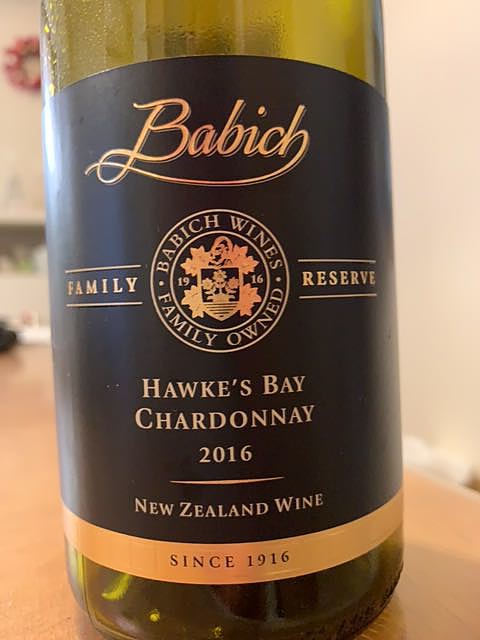 Babich
BABICH WINES
FAMILY
19 16
RESERVE
FAMILY OWNED
HAWKE'S BAY
CHARDONNAY
2016
NEW ZEALAND WINE
SINCE 1916